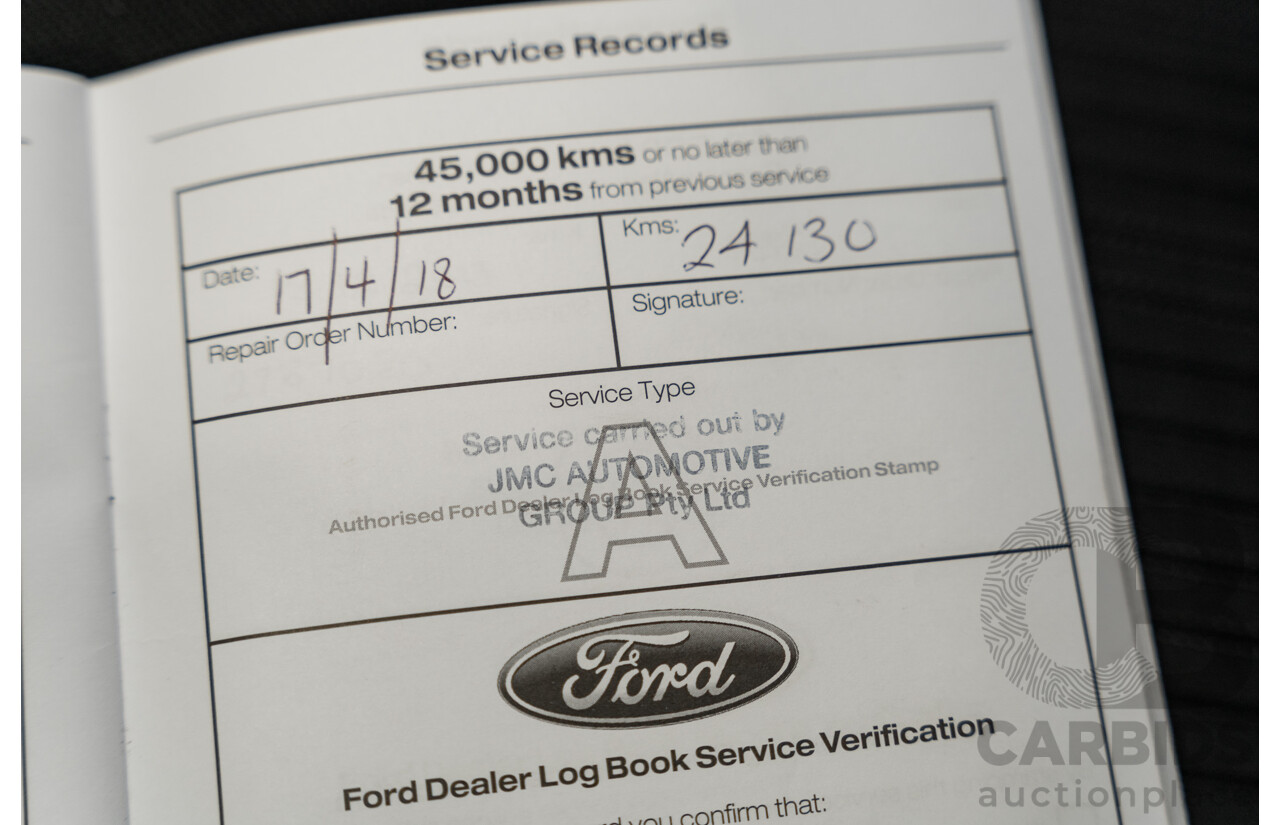 Service Records
45,000 kms or no later than
12 months from previous service
Date: 17/4/18
Kms: 24 130
Repair Order Number:
Signature:
Service Type
A
Service carried out by
JMC AUTOMOTIVE
GROUP Pty Ltd
Authorised Ford Dealer Log Book Service Verification Stamp
Ford
Ford Dealer Log Book Service Verification
you confirm that:
CARBIDS
auctionpl